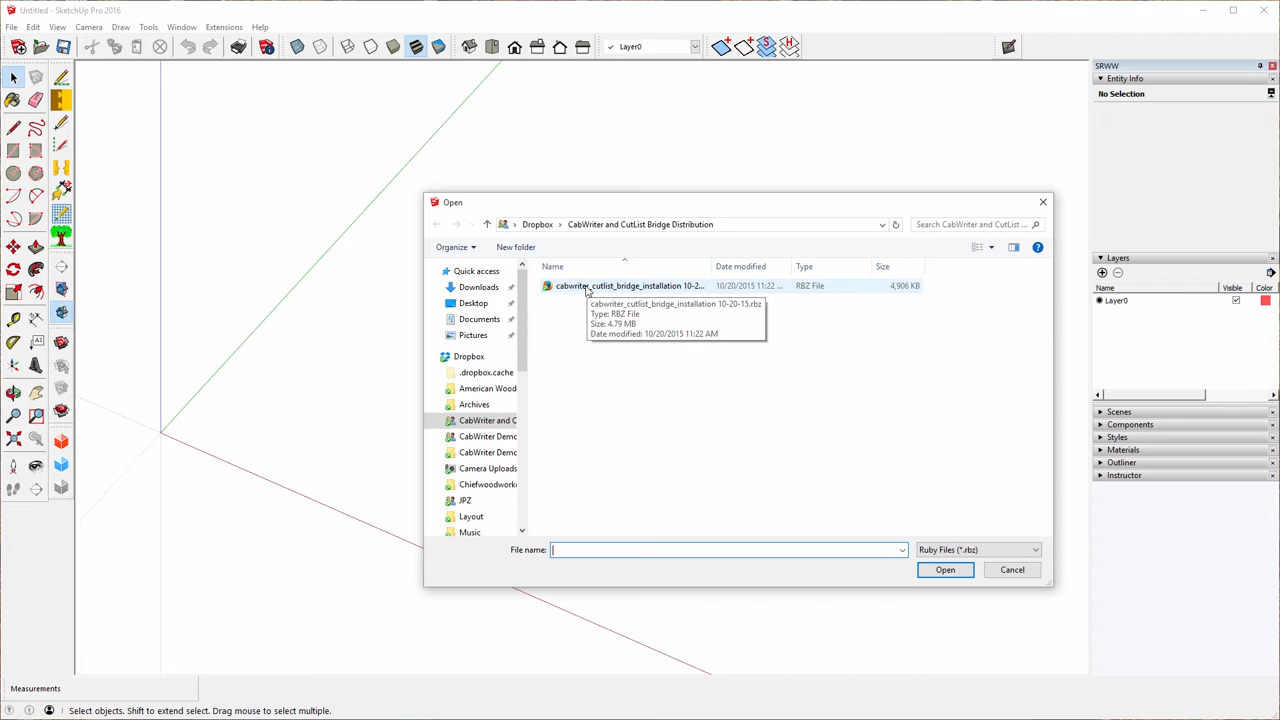 Untitled - SketchUp Pro 2016
File Edit View Camera Draw Tools Window Extensions Help
Layer0
SRWW
Entity Info
No Selection
Open
Dropbox > CabWriter and CutList Bridge Distribution
Search CabWriter and CutList ...
Organize
New folder
Name Date modified Type Size
cabwriter_cutlist_bridge_installation 10-2... 10/20/2015 11:22 ... RBZ File 4,906 KB
cabwriter_cutlist_bridge_installation 10-20-15.rbz
Type: RBZ File
Size: 4.79 MB
Date modified: 10/20/2015 11:22 AM
Quick access
Downloads
Desktop
Documents
Pictures
Dropbox
.dropbox.cache
American Wood
Archives
CabWriter and C
CabWriter Demo
CabWriter Demo
Camera Uploads
Chiefwoodworke
JPZ
Layout
Music
File name:
Ruby Files (*.rbz)
Open
Cancel
Layers
Name Visible Color
Layer0
Scenes
Components
Styles
Materials
Outliner
Instructor
Measurements
Select objects. Shift to extend select. Drag mouse to select multiple.